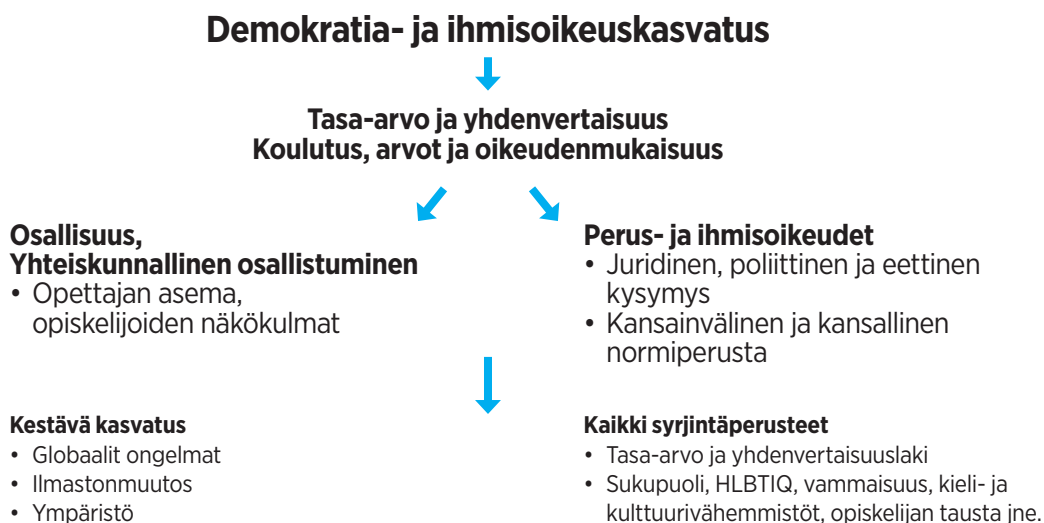 Demokratia- ja ihmisoikeuskasvatus
Tasa-arvo ja yhdenvertaisuus
Koulutus, arvot ja oikeudenmukaisuus
Osallisuus,
Yhteiskunnallinen osallistuminen
• Opettajan asema,
opiskelijoiden näkökulmat
Perus- ja ihmisoikeudet
• Juridinen, poliittinen ja eettinen
kysymys
• Kansainvälinen ja kansallinen
normiperusta
Kestävä kasvatus
• Globaalit ongelmat
• Ilmastonmuutos
• Ympäristö
Kaikki syrjintäperusteet
• Tasa-arvo ja yhdenvertaisuuslaki
• Sukupuoli, HLBTIQ, vammaisuus, kieli- ja
kulttuurivähemmistöt, opiskelijan tausta jne.